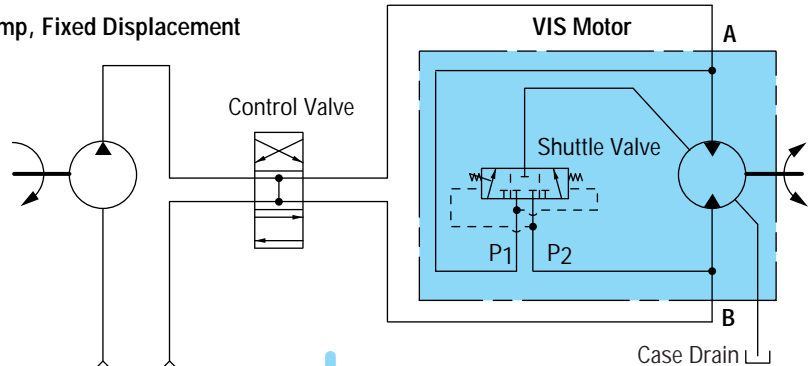 mp, Fixed Displacement
VIS Motor
A
Control Valve
Shuttle Valve
P1
P2
B
Case Drain